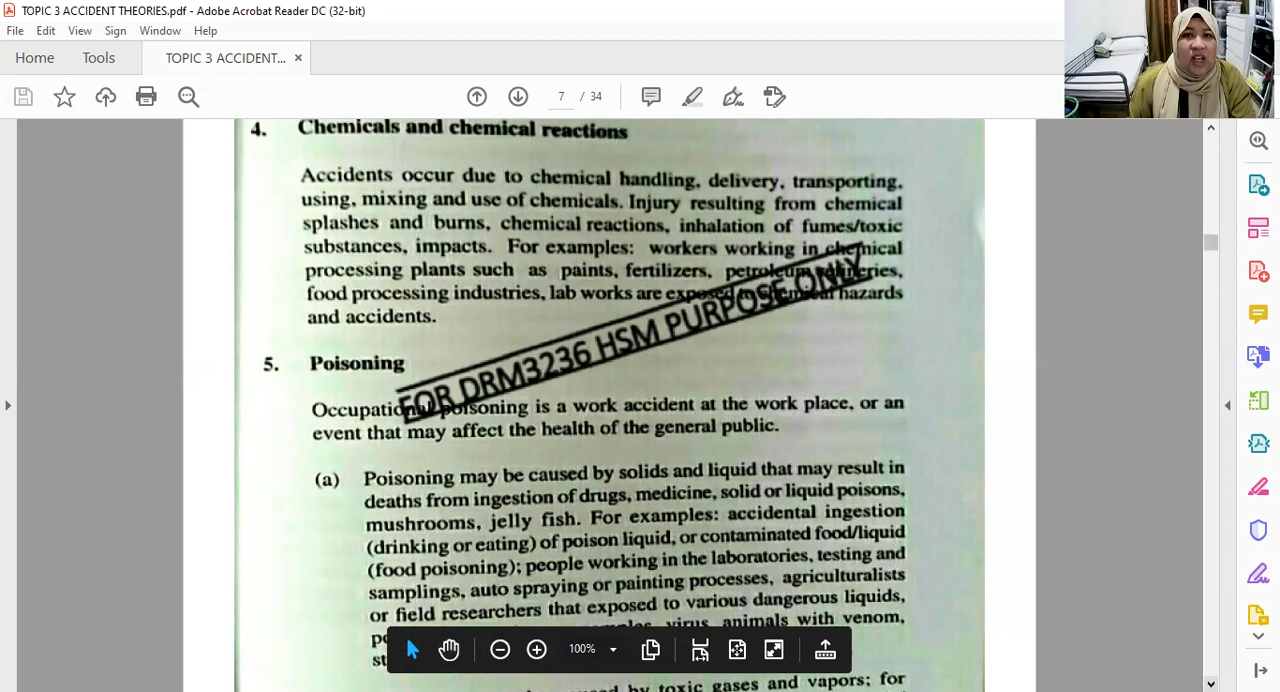 TOPIC 3 ACCIDENT THEORIES.pdf - Adobe Acrobat Reader DC (32-bit)
File Edit View Sign Window Help
Home Tools TOPIC 3 ACCIDENT... ×
7 / 34
4. Chemicals and chemical reactions
Accidents occur due to chemical handling, delivery, transporting,
using, mixing and use of chemicals. Injury resulting from chemical
splashes and burns, chemical reactions, inhalation of fumes/toxic
substances, impacts. For examples: workers working in chemical
processing plants such as paints, fertilizers, petroleum refineries,
food processing industries, lab works are exposed to chemical hazards
and accidents.
FOR DRM3236 HSM PURPOSE ONLY
5. Poisoning
Occupational poisoning is a work accident at the work place, or an
event that may affect the health of the general public.
(a) Poisoning may be caused by solids and liquid that may result in
deaths from ingestion of drugs, medicine, solid or liquid poisons,
mushrooms, jelly fish. For examples: accidental ingestion
(drinking or eating) of poison liquid, or contaminated food/liquid
(food poisoning); people working in the laboratories, testing and
samplings, auto spraying or painting processes, agriculturalists
or field researchers that exposed to various dangerous liquids,
virus, animals with venom,
100%
by toxic gases and vapors; for